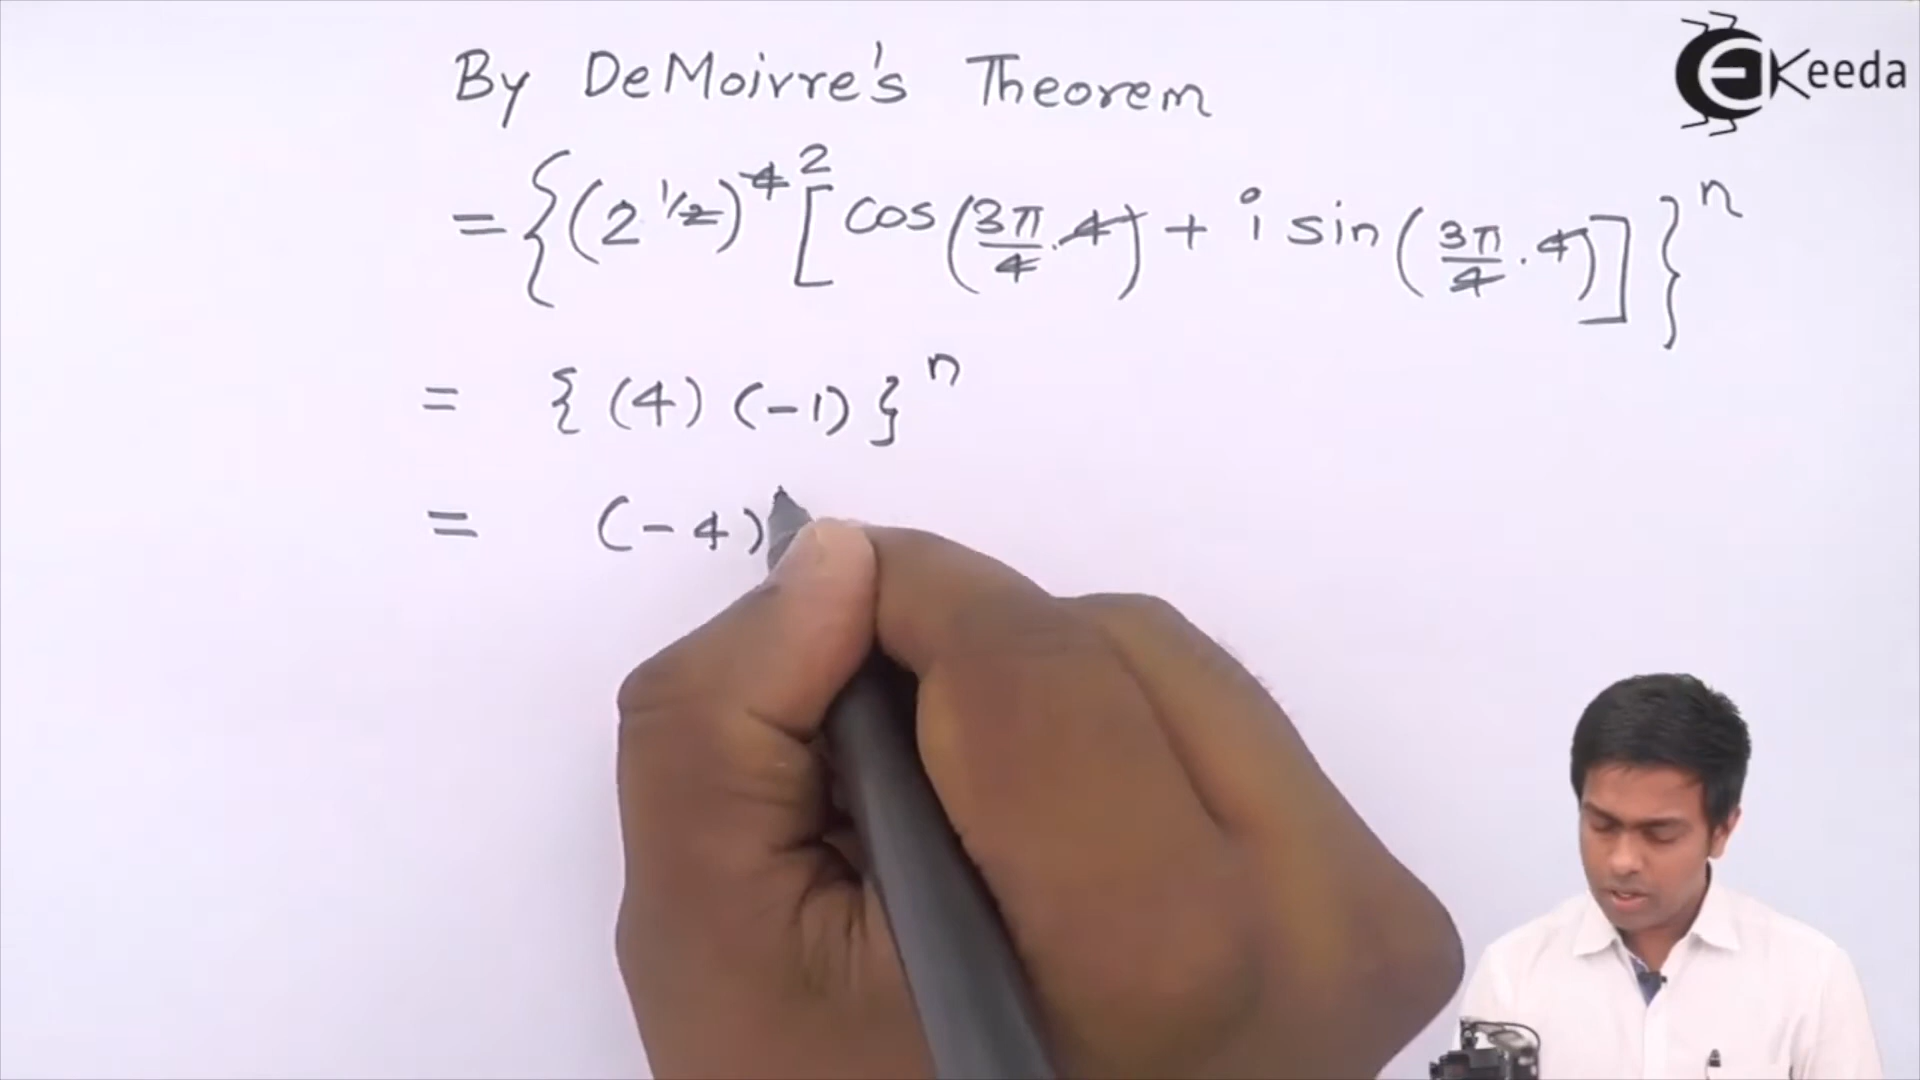 Keeda
By DeMoivre's Theorem
= {(2^1/2)^4 2 [cos(3π/4 . 4) + i sin(3π/4 . 4)]}^n
= {(4)(-1)}^n
= (-4)